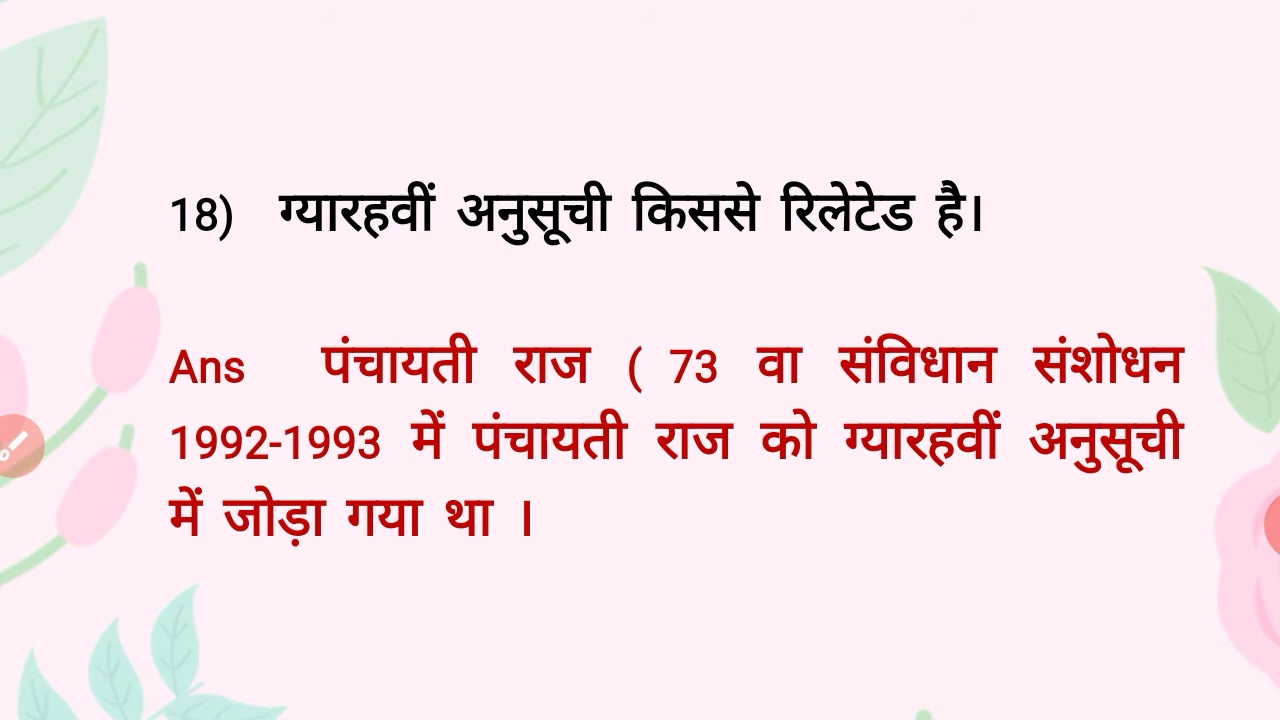 18) ग्यारहवीं अनुसूची किससे रिलेटेड है।
Ans पंचायती राज ( 73 वा संविधान संशोधन
1992-1993 में पंचायती राज को ग्यारहवीं अनुसूची
में जोड़ा गया था ।